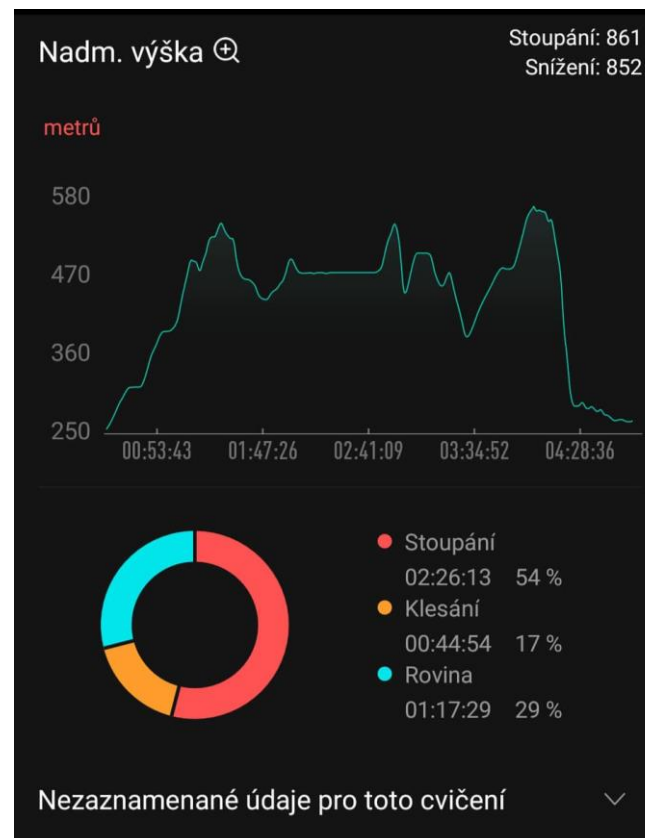 Nadm. výška
Stoupání: 861
Snížení: 852
metrů
580
470
360
250
00:53:43 01:47:26 02:41:09 03:34:52 04:28:36
Stoupání
02:26:13 54 %
Klesání
00:44:54 17 %
Rovina
01:17:29 29 %
Nezaznamenané údaje pro toto cvičení